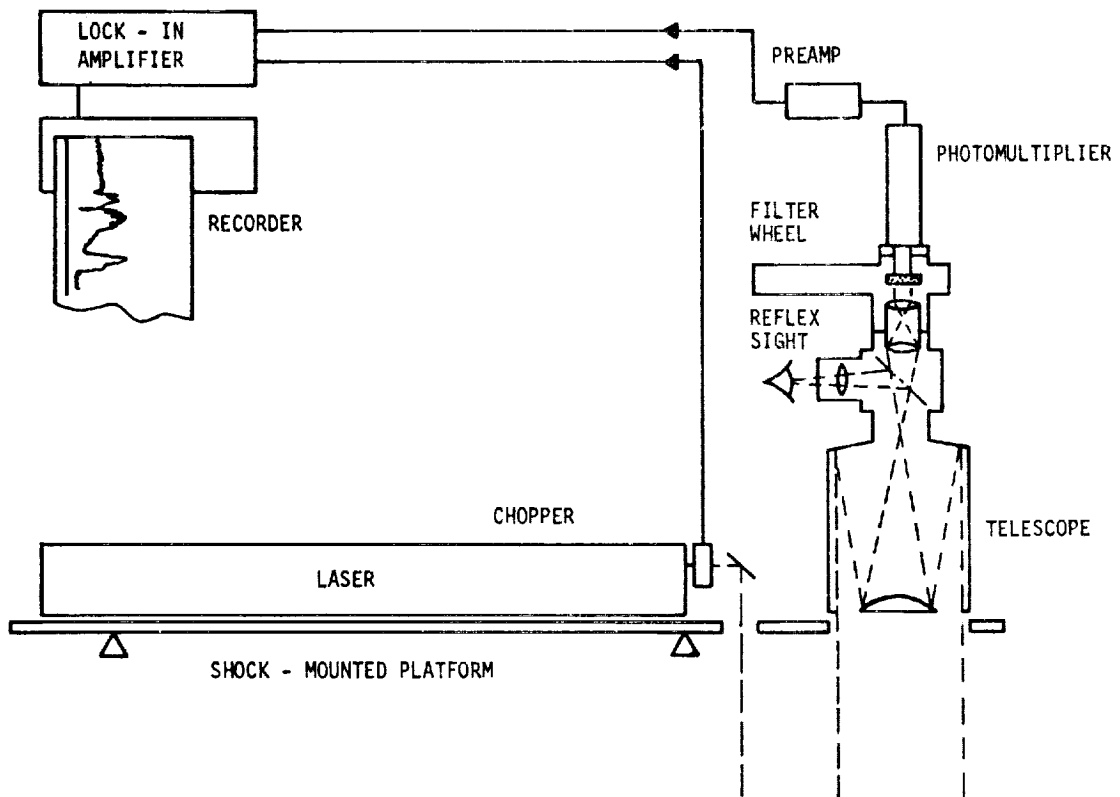 LOCK - IN
AMPLIFIER
PREAMP
PHOTOMULTIPLIER
RECORDER
FILTER
WHEEL
REFLEX
SIGHT
CHOPPER
TELESCOPE
LASER
SHOCK - MOUNTED PLATFORM